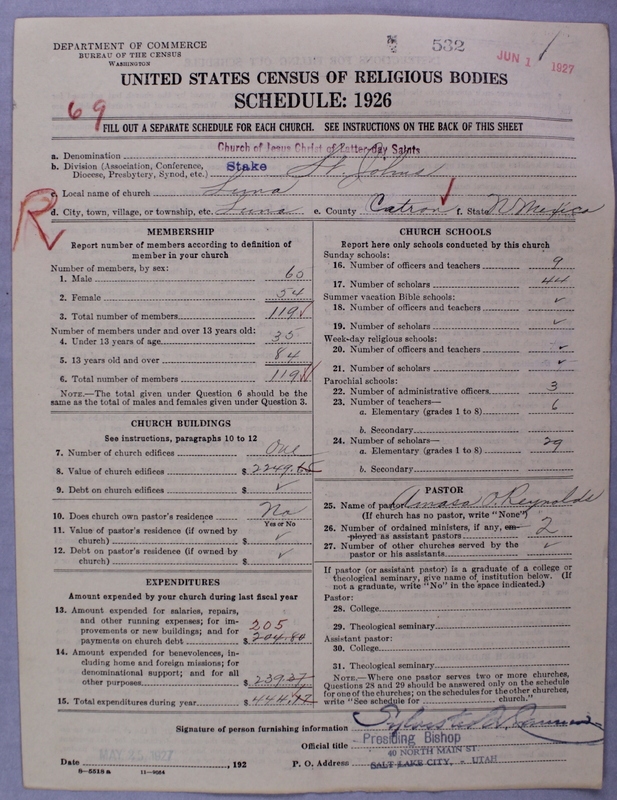 DEPARTMENT OF COMMERCE
BUREAU OF THE CENSUS
WASHINGTON
532
JUN 1 1927
UNITED STATES CENSUS OF RELIGIOUS BODIES
SCHEDULE: 1926
69
FILL OUT A SEPARATE SCHEDULE FOR EACH CHURCH. SEE INSTRUCTIONS ON THE BACK OF THIS SHEET
Church of Jesus Christ of Latter-day Saints
a. Denomination
b. Division (Association, Conference, Diocese, Presbytery, Synod, etc.) Stake St. Johns
c. Local name of church Luna
d. City, town, village, or township, etc. Luna e. County Catron f. State N Mexico
R
MEMBERSHIP
Report number of members according to definition of
member in your church
Number of members, by sex:
1. Male 65
2. Female 54
3. Total number of members 119
Number of members under and over 13 years old:
4. Under 13 years of age 35
5. 13 years old and over 84
6. Total number of members 119
NOTE.—The total given under Question 6 should be
same as the total of males and females given under Question 3.
CHURCH BUILDINGS
See instructions, paragraphs 10 to 12
7. Number of church edifices One
8. Value of church edifices $ 2249.65
9. Debt on church edifices $ ✓
10. Does church own pastor's residence No
Yes or No
11. Value of pastor's residence (if owned by
church) $ ✓
12. Debt on pastor's residence (if owned by
church) $ ✓
EXPENDITURES
Amount expended by your church during last fiscal year
13. Amount expended for salaries, repairs,
and other running expenses; for im-
provements or new buildings; and for
payments on church debt $ 204.80
205
14. Amount expended for benevolences, in-
cluding home and foreign missions; for
denominational support; and for all
other purposes $ 239.37
15. Total expenditures during year $ 444.17
CHURCH SCHOOLS
Report here only schools conducted by this church
Sunday schools:
16. Number of officers and teachers 9
17. Number of scholars 44
Summer vacation Bible schools:
18. Number of officers and teachers ✓
19. Number of scholars ✓
Week-day religious schools:
20. Number of officers and teachers ✓
21. Number of scholars ✓
Parochial schools:
22. Number of administrative officers 3
23. Number of teachers—
a. Elementary (grades 1 to 8) 6
b. Secondary
24. Number of scholars—
a. Elementary (grades 1 to 8) 29
b. Secondary
PASTOR
25. Name of pastor Amasa O. Reynolds
(If church has no pastor, write "None")
26. Number of ordained ministers, if any, em-
ployed as assistant pastors 2
27. Number of other churches served by the
pastor or his assistants ✓
If pastor (or assistant pastor) is a graduate of a college or
theological seminary, give name of institution below. (If
not a graduate, write "No" in the space indicated.)
Pastor:
28. College
29. Theological seminary
Assistant pastor:
30. College
31. Theological seminary
NOTE.—Where one pastor serves two or more churches,
Questions 28 and 29 should be answered only on the schedule
for one of the churches; on the schedules for the other churches,
write "See schedule for church."
Signature of person furnishing information Sylvester Q. Cannon
Official title Presiding Bishop
Date MAY 23 1927, 192 P. O. Address 40 NORTH MAIN ST.
SALT LAKE CITY, - UTAH
8-5518 a 11-9564